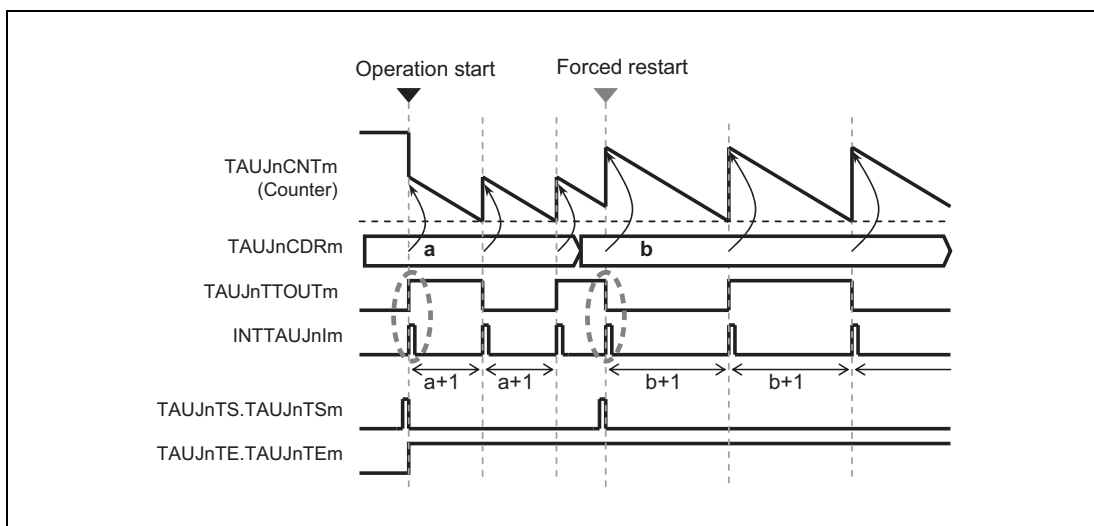 Operation start
Forced restart
TAUJnCNTm
(Counter)
TAUJnCDRm
a
b
TAUJnTTOUTm
INTTAUJnIm
a+1
a+1
b+1
b+1
TAUJnTS.TAUJnTSm
TAUJnTE.TAUJnTEm